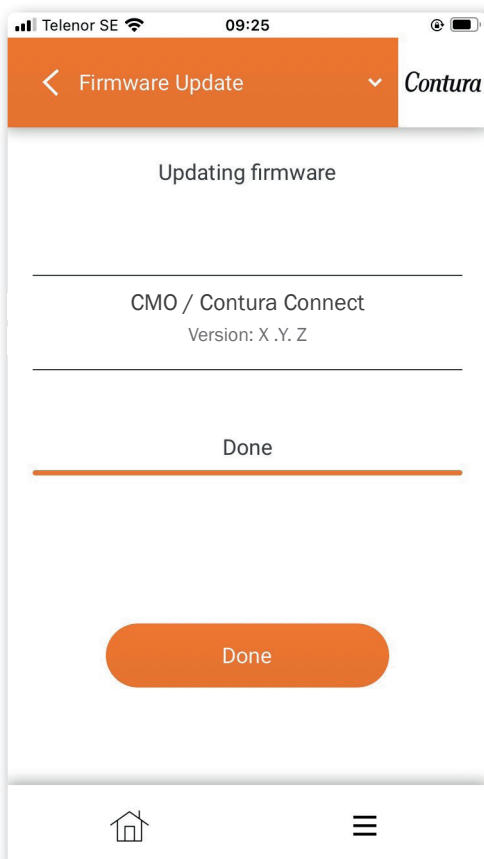 Telenor SE 09:25
Firmware Update Contura
Updating firmware
CMO / Contura Connect
Version: X .Y. Z
Done
Done